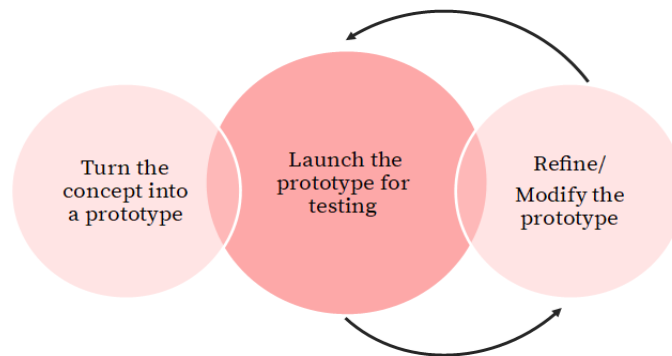 Turn the
concept into
a prototype
Launch the
prototype for
testing
Refine/
Modify the
prototype